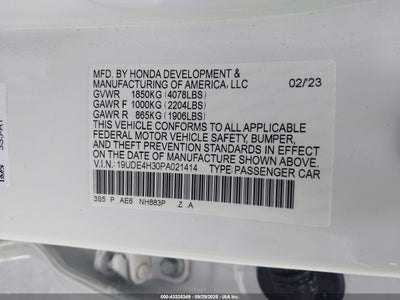 MFD. BY HONDA DEVELOPMENT &
MANUFACTURING OF AMERICA, LLC 02/'23
GVWR 1850KG (4078LBS)
GAWR F 1000KG (2204LBS)
GAWR R 865KG (1906LBS)
THIS VEHICLE CONFORMS TO ALL APPLICABLE
FEDERAL MOTOR VEHICLE SAFETY, BUMPER,
AND THEFT PREVENTION STANDARDS IN EFFECT
ON THE DATE OF MANUFACTURE SHOWN ABOVE.
V.I.N.: 19UDE4H30PA021414 TYPE: PASSENGER CAR
3S5 P AE6 NH883P Z A
000-43338349 - 09/29/2025 - IAA Inc.